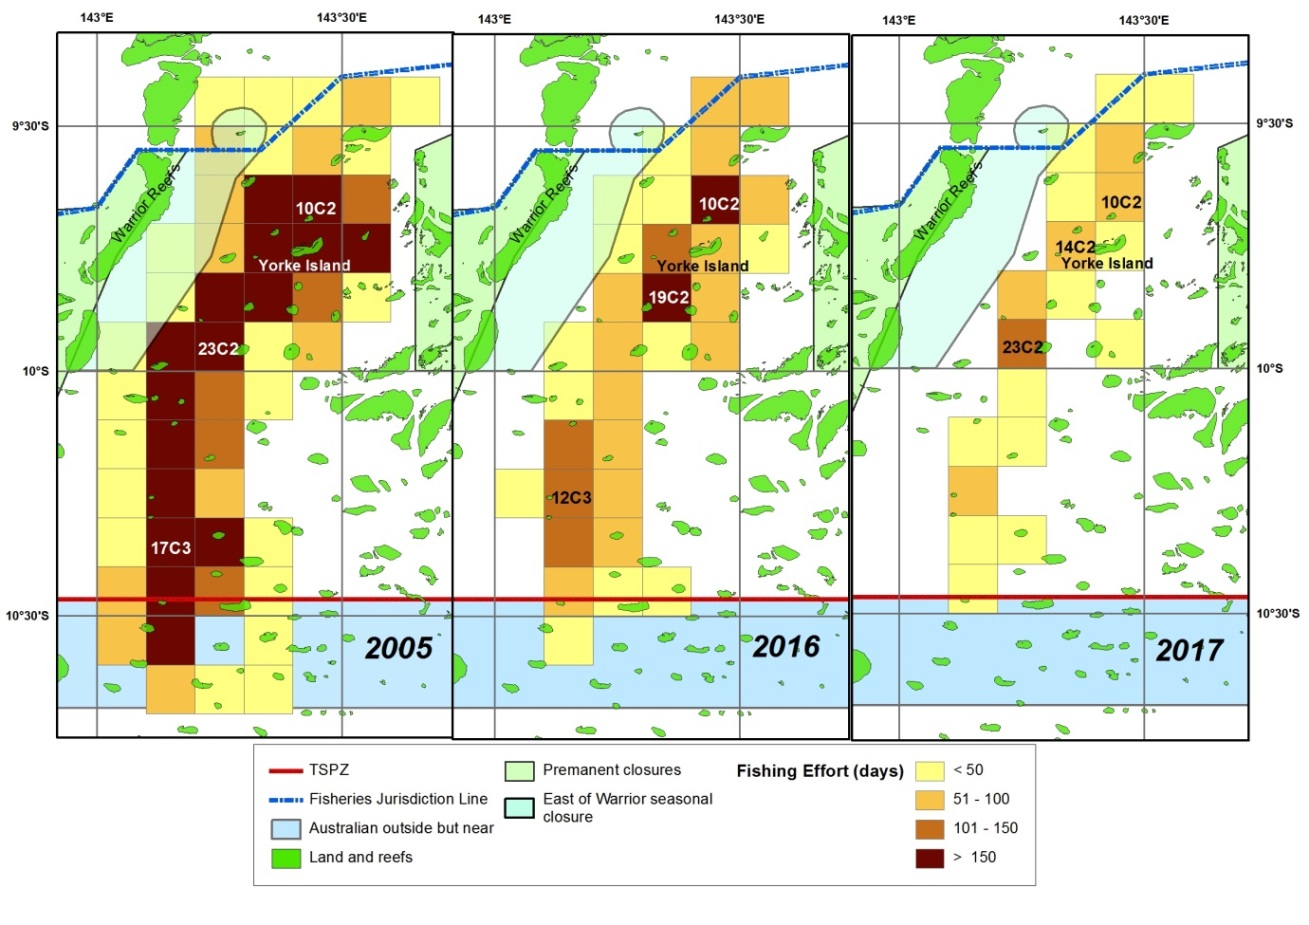 143°E
143°30'E
143°E
143°30'E
143°E
143°30'E
9°30'S
9°30'S
Warrior Reefs
10C2
Yorke Island
23C2
17C3
2005
Warrior Reefs
10C2
Yorke Island
19C2
12C3
2016
Warrior Reefs
10C2
14C2
Yorke Island
23C2
2017
10°S
10°S
10°30'S
10°30'S
TSPZ
Fisheries Jurisdiction Line
Australian outside but near
Land and reefs
Premanent closures
East of Warrior seasonal
closure
Fishing Effort (days)
< 50
51 - 100
101 - 150
> 150